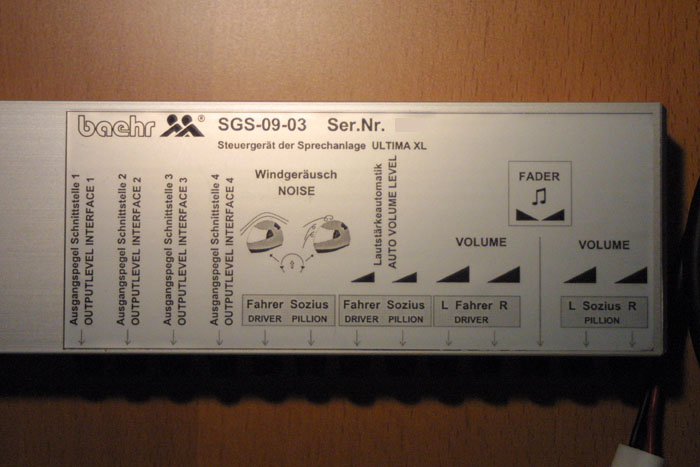 baehr ® SGS-09-03 Ser.Nr.
Steuergerät der Sprechanlage ULTIMA XL
Ausgangspegel Schnittstelle 1
OUTPUTLEVEL INTERFACE 1
Ausgangspegel Schnittstelle 2
OUTPUTLEVEL INTERFACE 2
Ausgangspegel Schnittstelle 3
OUTPUTLEVEL INTERFACE 3
Ausgangspegel Schnittstelle 4
OUTPUTLEVEL INTERFACE 4
Windgeräusch
NOISE
Fahrer Sozius
DRIVER PILLION
Lautstärkeautomatik
AUTO VOLUME LEVEL
Fahrer Sozius
DRIVER PILLION
VOLUME
L Fahrer R
DRIVER
FADER
VOLUME
L Sozius R
PILLION